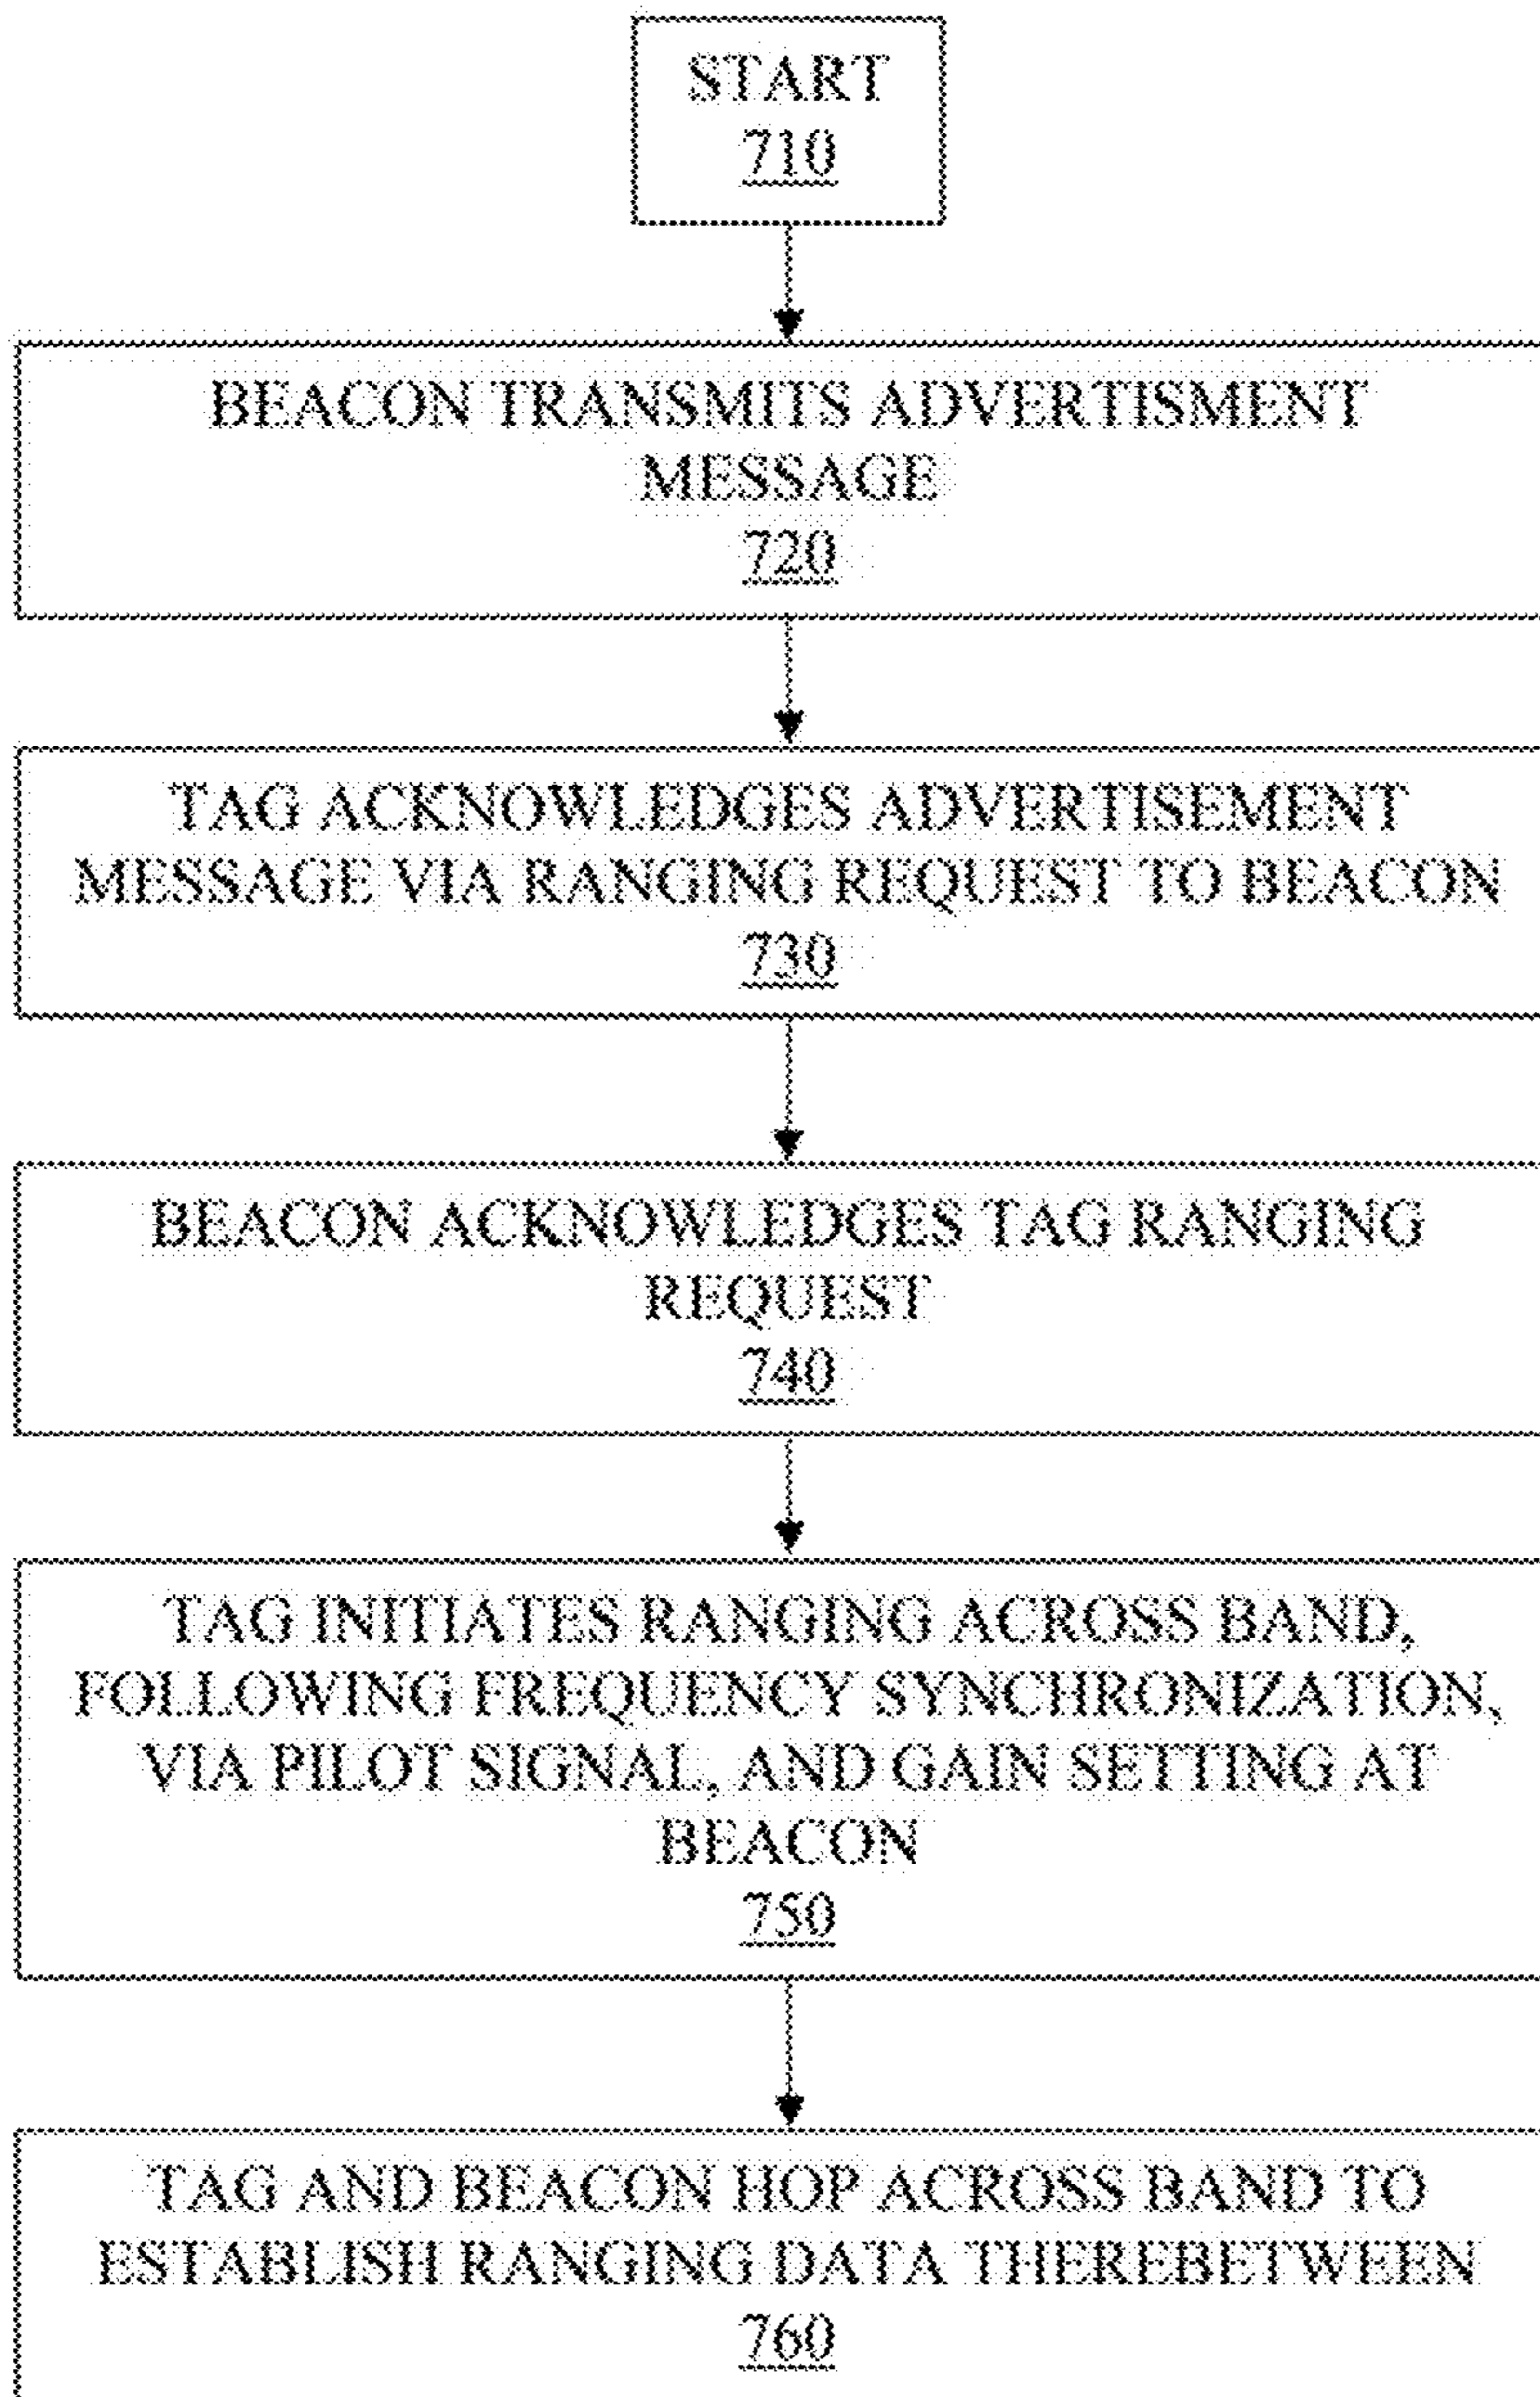 START
710
BEACON TRANSMITS ADVERTISMENT
MESSAGE
720
TAG ACKNOWLEDGES ADVERTISEMENT
MESSAGE VIA RANGING REQUEST TO BEACON
730
BEACON ACKNOWLEDGES TAG RANGING
REQUEST
740
TAG INITIATES RANGING ACROSS BAND,
FOLLOWING FREQUENCY SYNCHRONIZATION,
VIA PILOT SIGNAL, AND GAIN SETTING AT
BEACON
750
TAG AND BEACON HOP ACROSS BAND TO
ESTABLISH RANGING DATA THEREBETWEEN
760